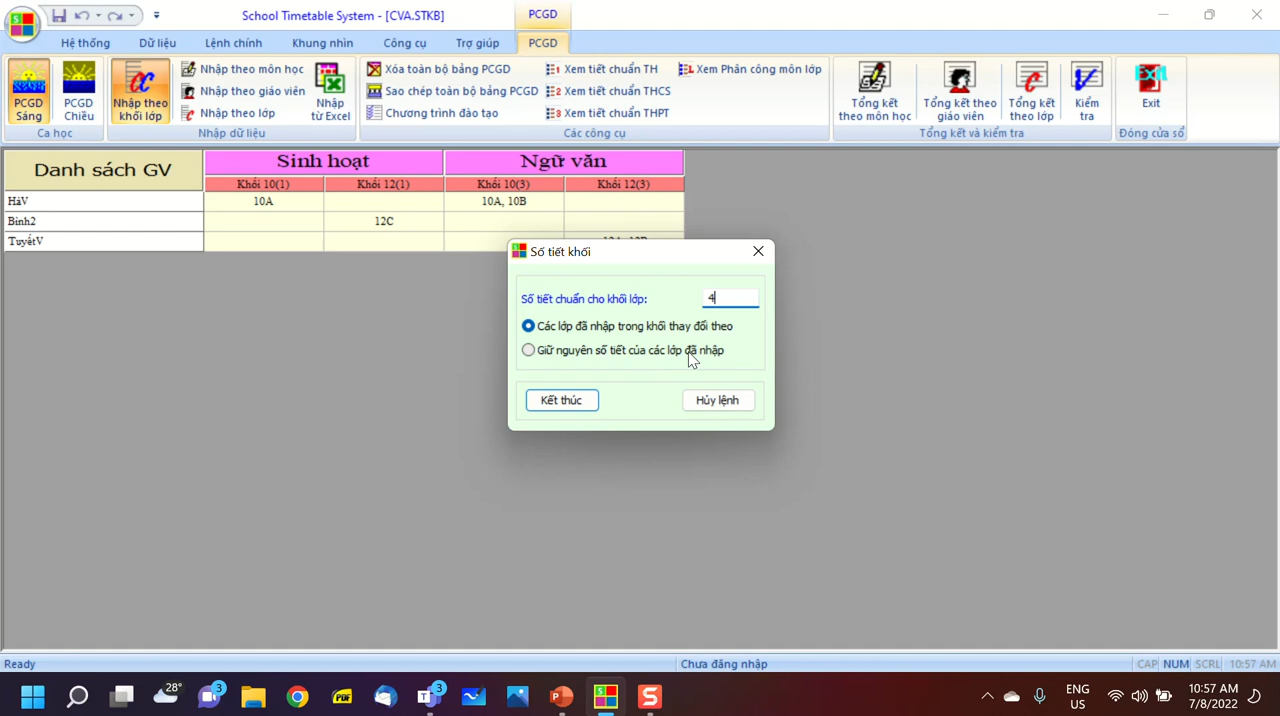 School Timetable System - [CVA.STKB]
PCGD
Hệ thống
Dữ liệu
Lệnh chính
Khung nhìn
Công cụ
Trợ giúp
PCGD
PCGD Sáng
PCGD Chiều
Ca học
Nhập theo khối lớp
Nhập theo môn học
Nhập theo giáo viên
Nhập theo lớp
Nhập từ Excel
Nhập dữ liệu
Xóa toàn bộ bảng PCGD
Sao chép toàn bộ bảng PCGD
Chương trình đào tạo
Xem tiết chuẩn TH
Xem tiết chuẩn THCS
Xem tiết chuẩn THPT
Xem Phân công môn lớp
Các công cụ
Tổng kết theo môn học
Tổng kết theo giáo viên
Tổng kết theo lớp
Kiểm tra
Tổng kết và kiểm tra
Exit
Đóng cửa sổ
Danh sách GV
Sinh hoạt
Ngữ văn
Khối 10(1)
Khối 12(1)
Khối 10(3)
Khối 12(3)
HàV
10A
10A, 10B
Bình2
12C
TuyếtV
Số tiết khối
Số tiết chuẩn cho khối lớp:
4
Các lớp đã nhập trong khối thay đổi theo
Giữ nguyên số tiết của các lớp đã nhập
Kết thúc
Hủy lệnh
Ready
Chưa đăng nhập
CAP
NUM
SCRL
10:57 AM
28°
3
PDF
3
ENG
US
10:57 AM
7/8/2022